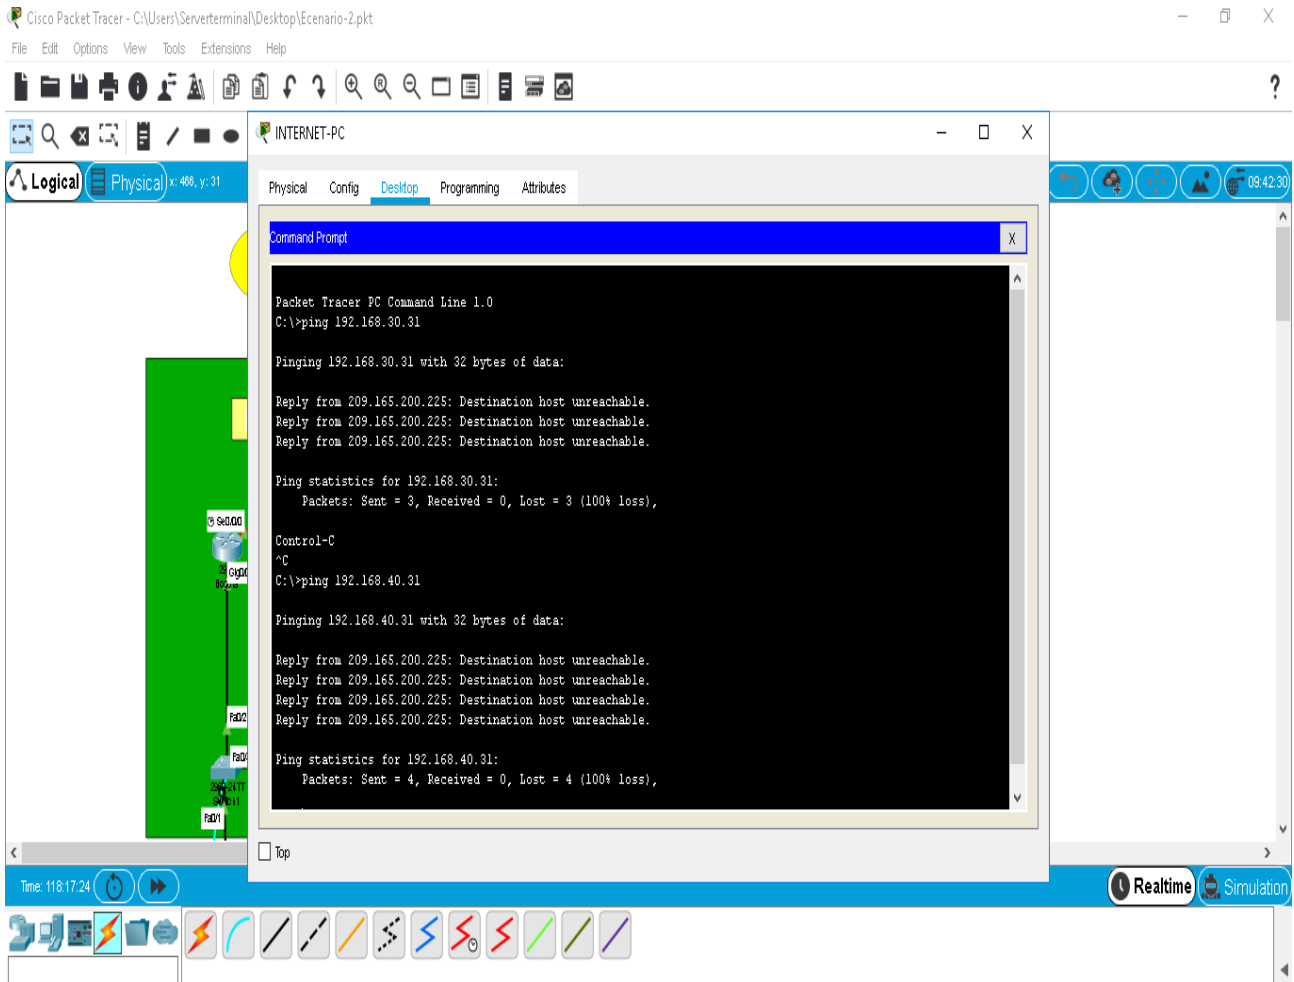 Cisco Packet Tracer - C:\Users\Serverterminal\Desktop\Ecenario-2.pkt
File Edit Options View Tools Extensions Help
INTERNET-PC
Logical
Physical
x: 466, y: 31
09:42:30
Physical Config Desktop Programming Attributes
Command Prompt
X
Packet Tracer PC Command Line 1.0
C:\>ping 192.168.30.31
Pinging 192.168.30.31 with 32 bytes of data:
Reply from 209.165.200.225: Destination host unreachable.
Reply from 209.165.200.225: Destination host unreachable.
Reply from 209.165.200.225: Destination host unreachable.
Ping statistics for 192.168.30.31:
Packets: Sent = 3, Received = 0, Lost = 3 (100% loss),
Control-C
^C
C:\>ping 192.168.40.31
Pinging 192.168.40.31 with 32 bytes of data:
Reply from 209.165.200.225: Destination host unreachable.
Reply from 209.165.200.225: Destination host unreachable.
Reply from 209.165.200.225: Destination host unreachable.
Reply from 209.165.200.225: Destination host unreachable.
Ping statistics for 192.168.40.31:
Packets: Sent = 4, Received = 0, Lost = 4 (100% loss),
Se0/0/0
Fa0/2
Fa0/1
Top
Time: 118:17:24
Realtime
Simulation